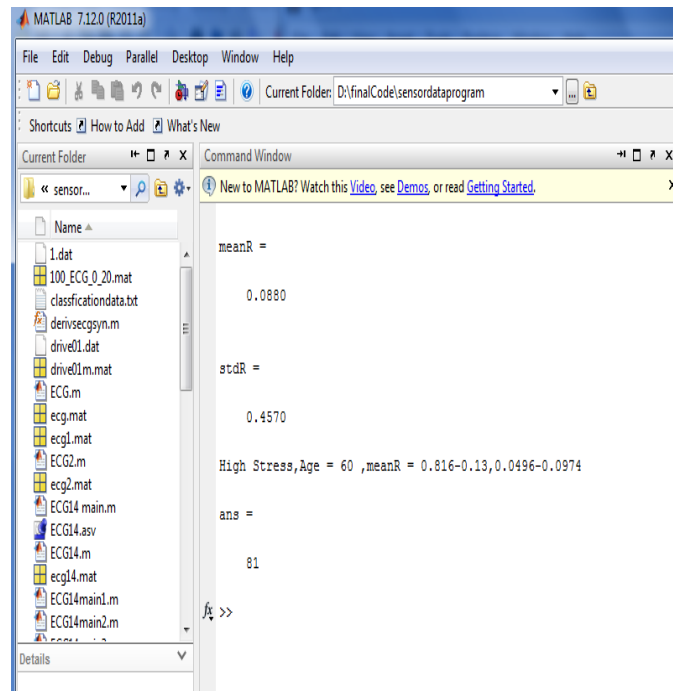 MATLAB 7.12.0 (R2011a)
File Edit Debug Parallel Desktop Window Help
Current Folder: D:\finalCode\sensordataprogram
Shortcuts How to Add What's New
Current Folder
Command Window
« sensor...
New to MATLAB? Watch this Video, see Demos, or read Getting Started.
Name
1.dat
100_ECG_0_20.mat
classficationdata.txt
derivsecgsyn.m
drive01.dat
drive01m.mat
ECG.m
ecg.mat
ecg1.mat
ECG2.m
ecg2.mat
ECG14 main.m
ECG14.asv
ECG14.m
ecg14.mat
ECG14main1.m
ECG14main2.m
Details
meanR =
0.0880
stdR =
0.4570
High Stress,Age = 60 ,meanR = 0.816-0.13,0.0496-0.0974
ans =
81
fx >>